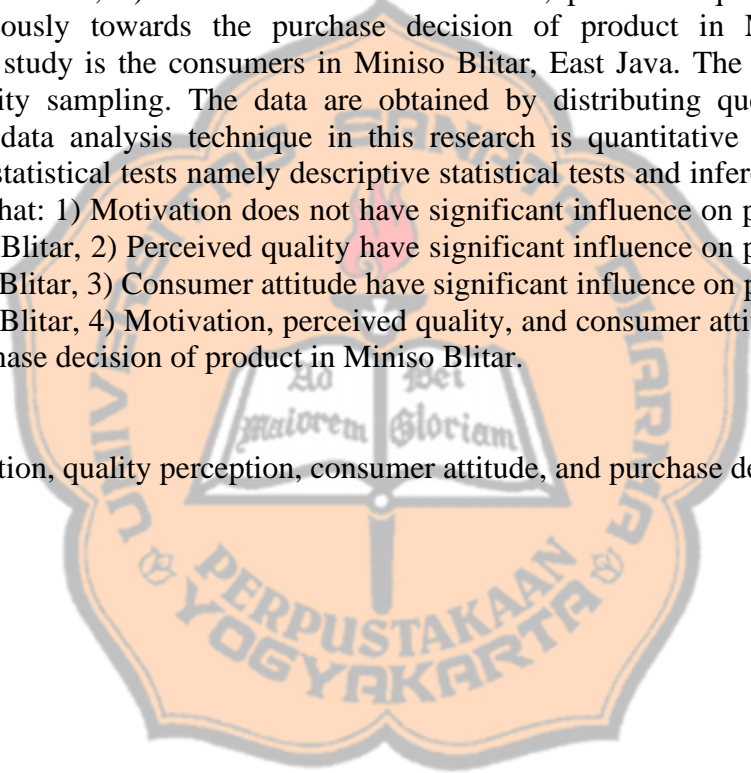 ously towards the purchase decision of product in
study is the consumers in Miniso Blitar, East Java. The
ity sampling. The data are obtained by distributing
data analysis technique in this research is quantitative
statistical tests namely descriptive statistical tests and
hat: 1) Motivation does not have significant influence on
Blitar, 2) Perceived quality have significant influence on
Blitar, 3) Consumer attitude have significant influence on
Blitar, 4) Motivation, perceived quality, and consumer
hase decision of product in Miniso Blitar.
tion, quality perception, consumer attitude, and purchase
UNIVERSITAS SANATA DHARMA
Ad Dei
Maiorem Gloriam
PERPUSTAKAAN
YOGYAKARTA